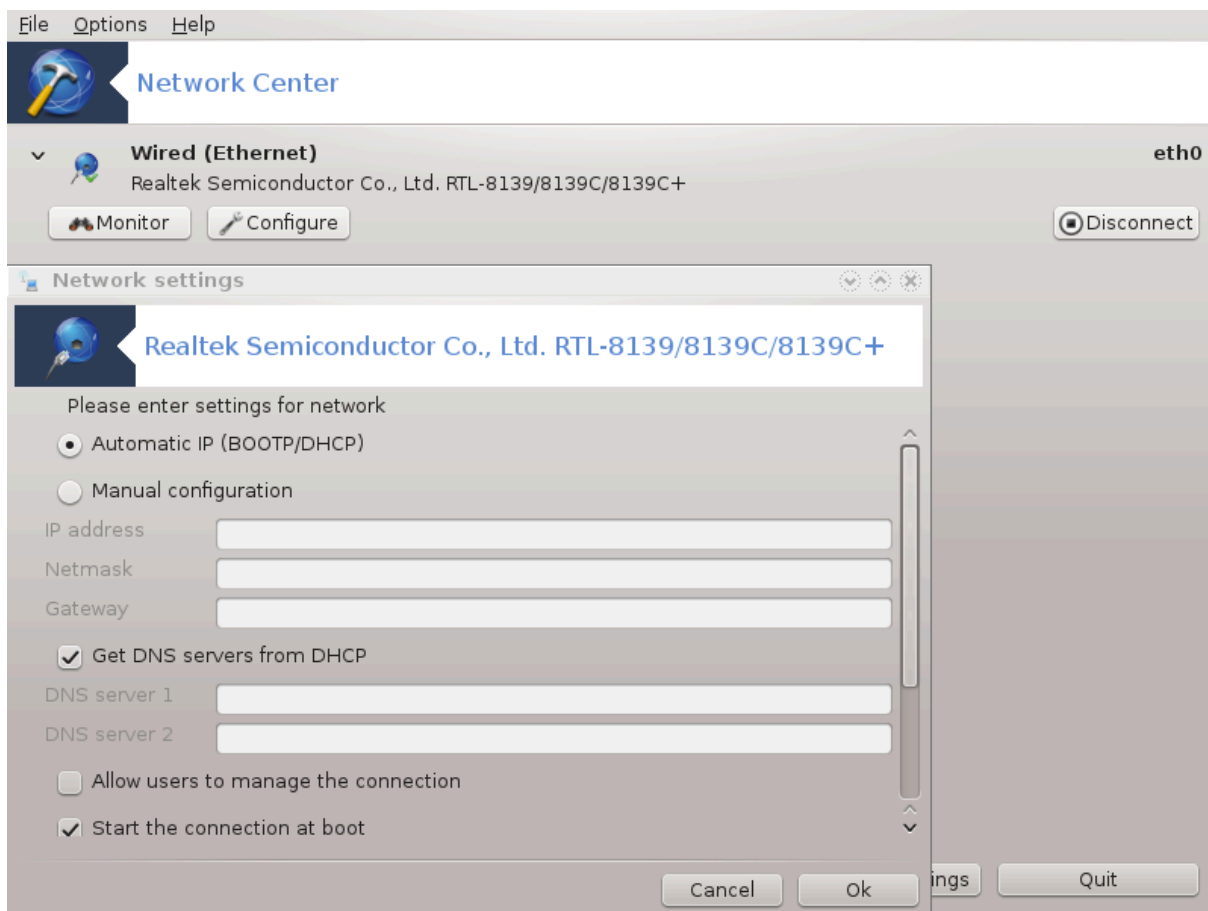 File Options Help
Network Center
Wired (Ethernet) eth0
Realtek Semiconductor Co., Ltd. RTL-8139/8139C/8139C+
Monitor Configure Disconnect
Network settings
Realtek Semiconductor Co., Ltd. RTL-8139/8139C/8139C+
Please enter settings for network
Automatic IP (BOOTP/DHCP)
Manual configuration
IP address
Netmask
Gateway
Get DNS servers from DHCP
DNS server 1
DNS server 2
Allow users to manage the connection
Start the connection at boot
Cancel Ok ings Quit